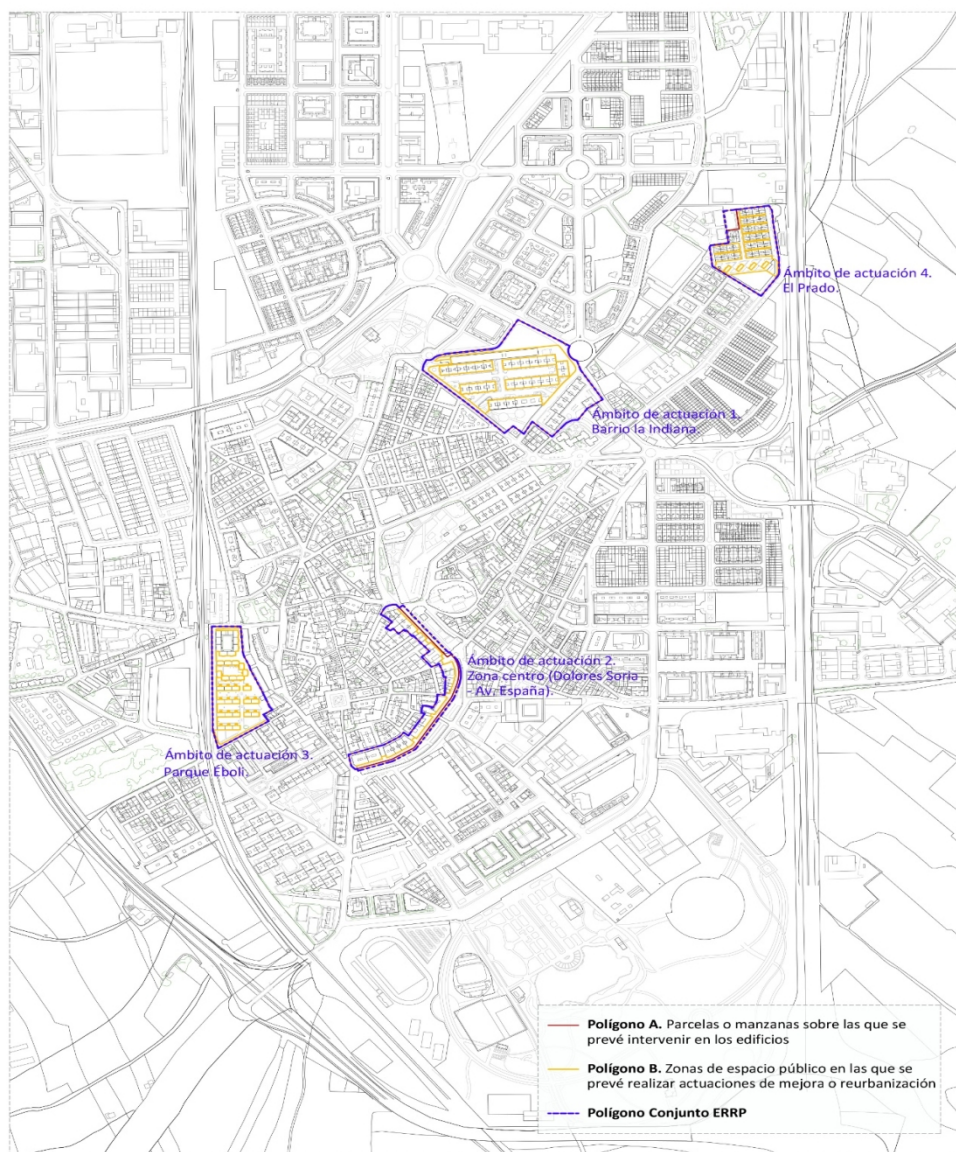 Ámbito de actuación 4.
El Prado.
Ámbito de actuación 1.
Barrio la Indiana.
Ámbito de actuación 2.
Zona centro (Dolores Soria
- Av. España).
Ámbito de actuación 3.
Parque Éboli.
Polígono A. Parcelas o manzanas sobre las que se
prevé intervenir en los edificios
Polígono B. Zonas de espacio público en las que se
prevé realizar actuaciones de mejora o reurbanización
Polígono Conjunto ERRP